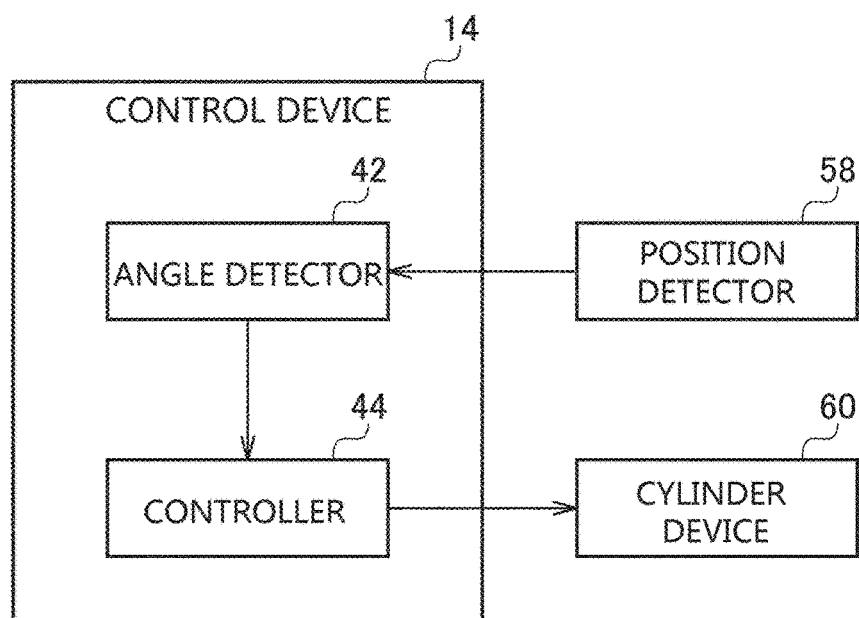 14
CONTROL DEVICE
42
ANGLE DETECTOR
58
POSITION
DETECTOR
44
CONTROLLER
60
CYLINDER
DEVICE